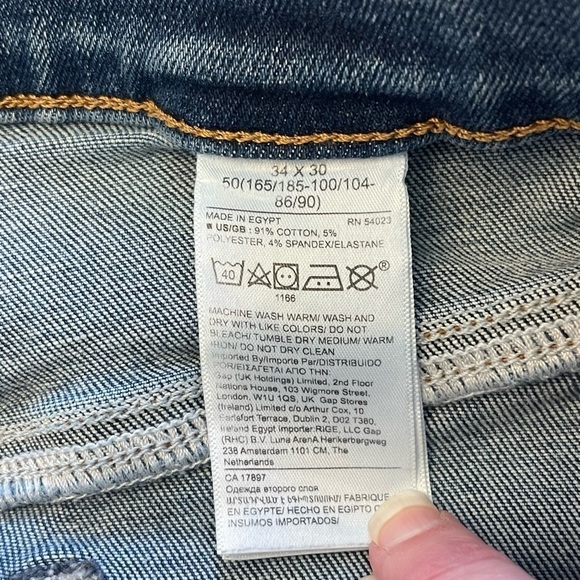 34 X 30
50(165/185-100/104-
86/90)
MADE IN EGYPT RN 54023
■ US/GB : 91% COTTON, 5%
POLYESTER, 4% SPANDEX/ELASTANE
40 ®
1166
MACHINE WASH WARM/ WASH AND
DRY WITH LIKE COLORS/ DO NOT
BLEACH/ TUMBLE DRY MEDIUM/ WARM
IRON/ DO NOT DRY CLEAN
Imported By/Importe Par/DISTRIBUIDO
POR/ΕΙΣΑΓΕΤΑΙ ΑΠΟ ΤΗΝ:
(UK Holdings) Limited, 2nd Floor
Nations House, 103 Wigmore Street,
London, W1U 1QS, UK Gap Stores
(Ireland) Limited c/o Arthur Cox, 10
Earlsfort Terrace, Dublin 2, D02 T380,
Ireland Egypt Importer:RIGE, LLC Gap
(RHC) B.V. Luna ArenA Herikerbergweg
238 Amsterdam 1101 CM, The
Netherlands
CA 17897
Одежда второго слоя
FABRIQUE
EN EGYPTE/ HECHO EN EGIPTO C
INSUMOS IMPORTADOS/